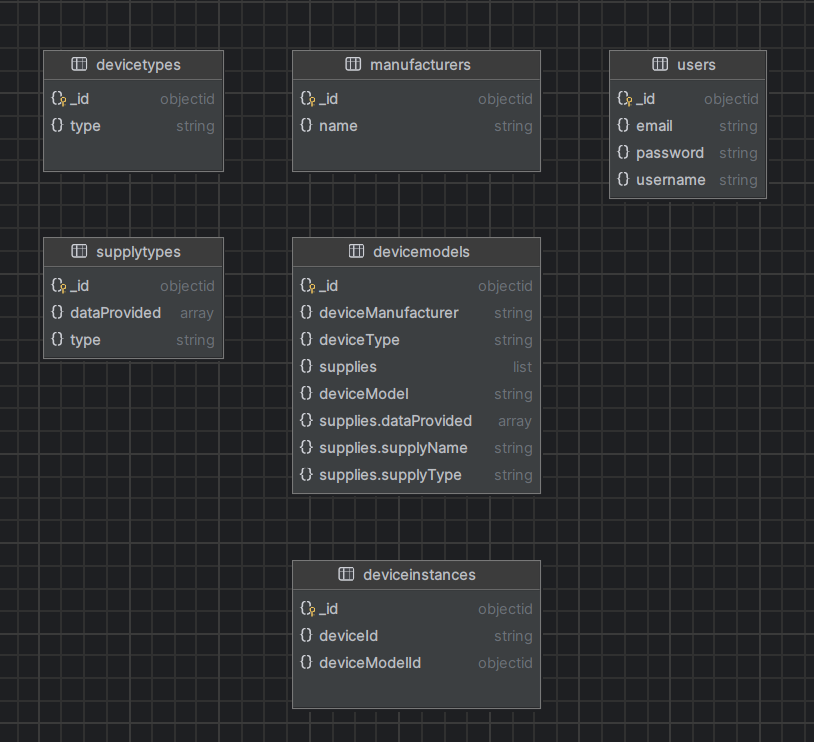 devicetypes
_id objectid
type string
manufacturers
_id objectid
name string
users
_id objectid
email string
password string
username string
supplytypes
_id objectid
dataProvided array
type string
devicemodels
_id objectid
deviceManufacturer string
deviceType string
supplies list
deviceModel string
supplies.dataProvided array
supplies.supplyName string
supplies.supplyType string
deviceinstances
_id objectid
deviceId string
deviceModelId objectid